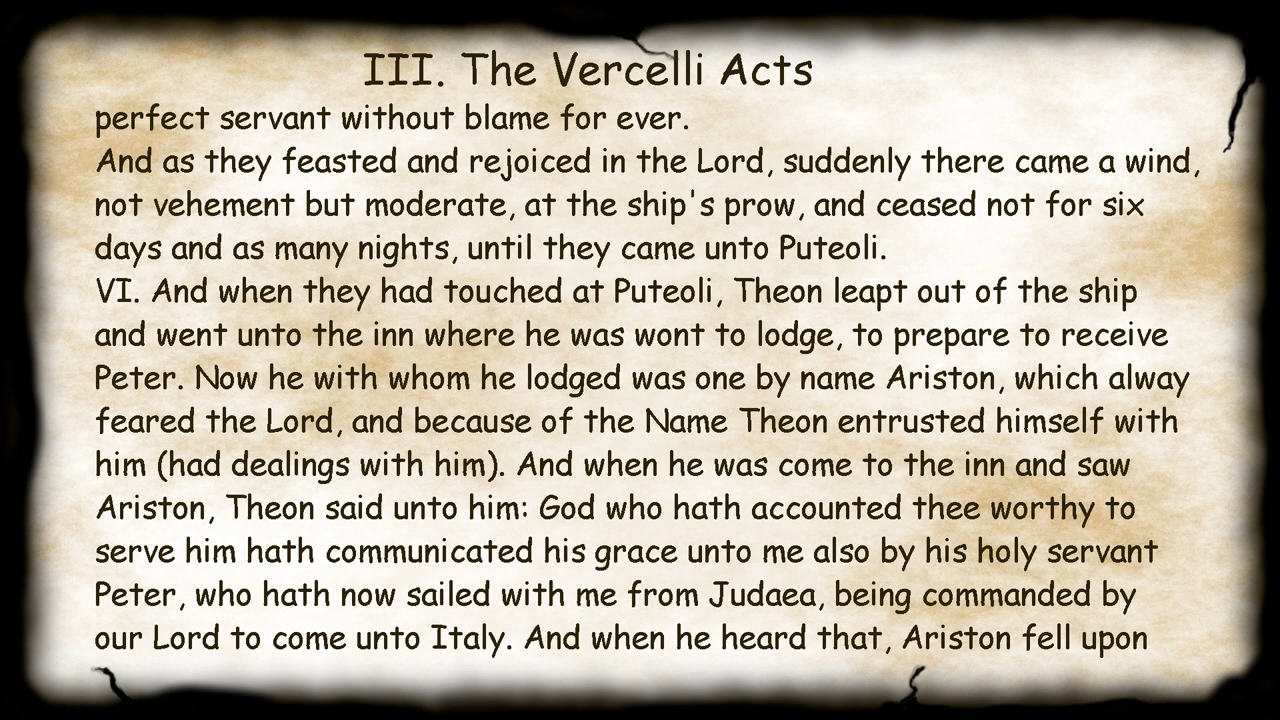 III. The Vercelli Acts
perfect servant without blame for ever.
And as they feasted and rejoiced in the Lord, suddenly there came a wind,
not vehement but moderate, at the ship's prow, and ceased not for six
days and as many nights, until they came unto Puteoli.
VI. And when they had touched at Puteoli, Theon leapt out of the ship
and went unto the inn where he was wont to lodge, to prepare to receive
Peter. Now he with whom he lodged was one by name Ariston, which alway
feared the Lord, and because of the Name Theon entrusted himself with
him (had dealings with him). And when he was come to the inn and saw
Ariston, Theon said unto him: God who hath accounted thee worthy to
serve him hath communicated his grace unto me also by his holy servant
Peter, who hath now sailed with me from Judaea, being commanded by
our Lord to come unto Italy. And when he heard that, Ariston fell upon